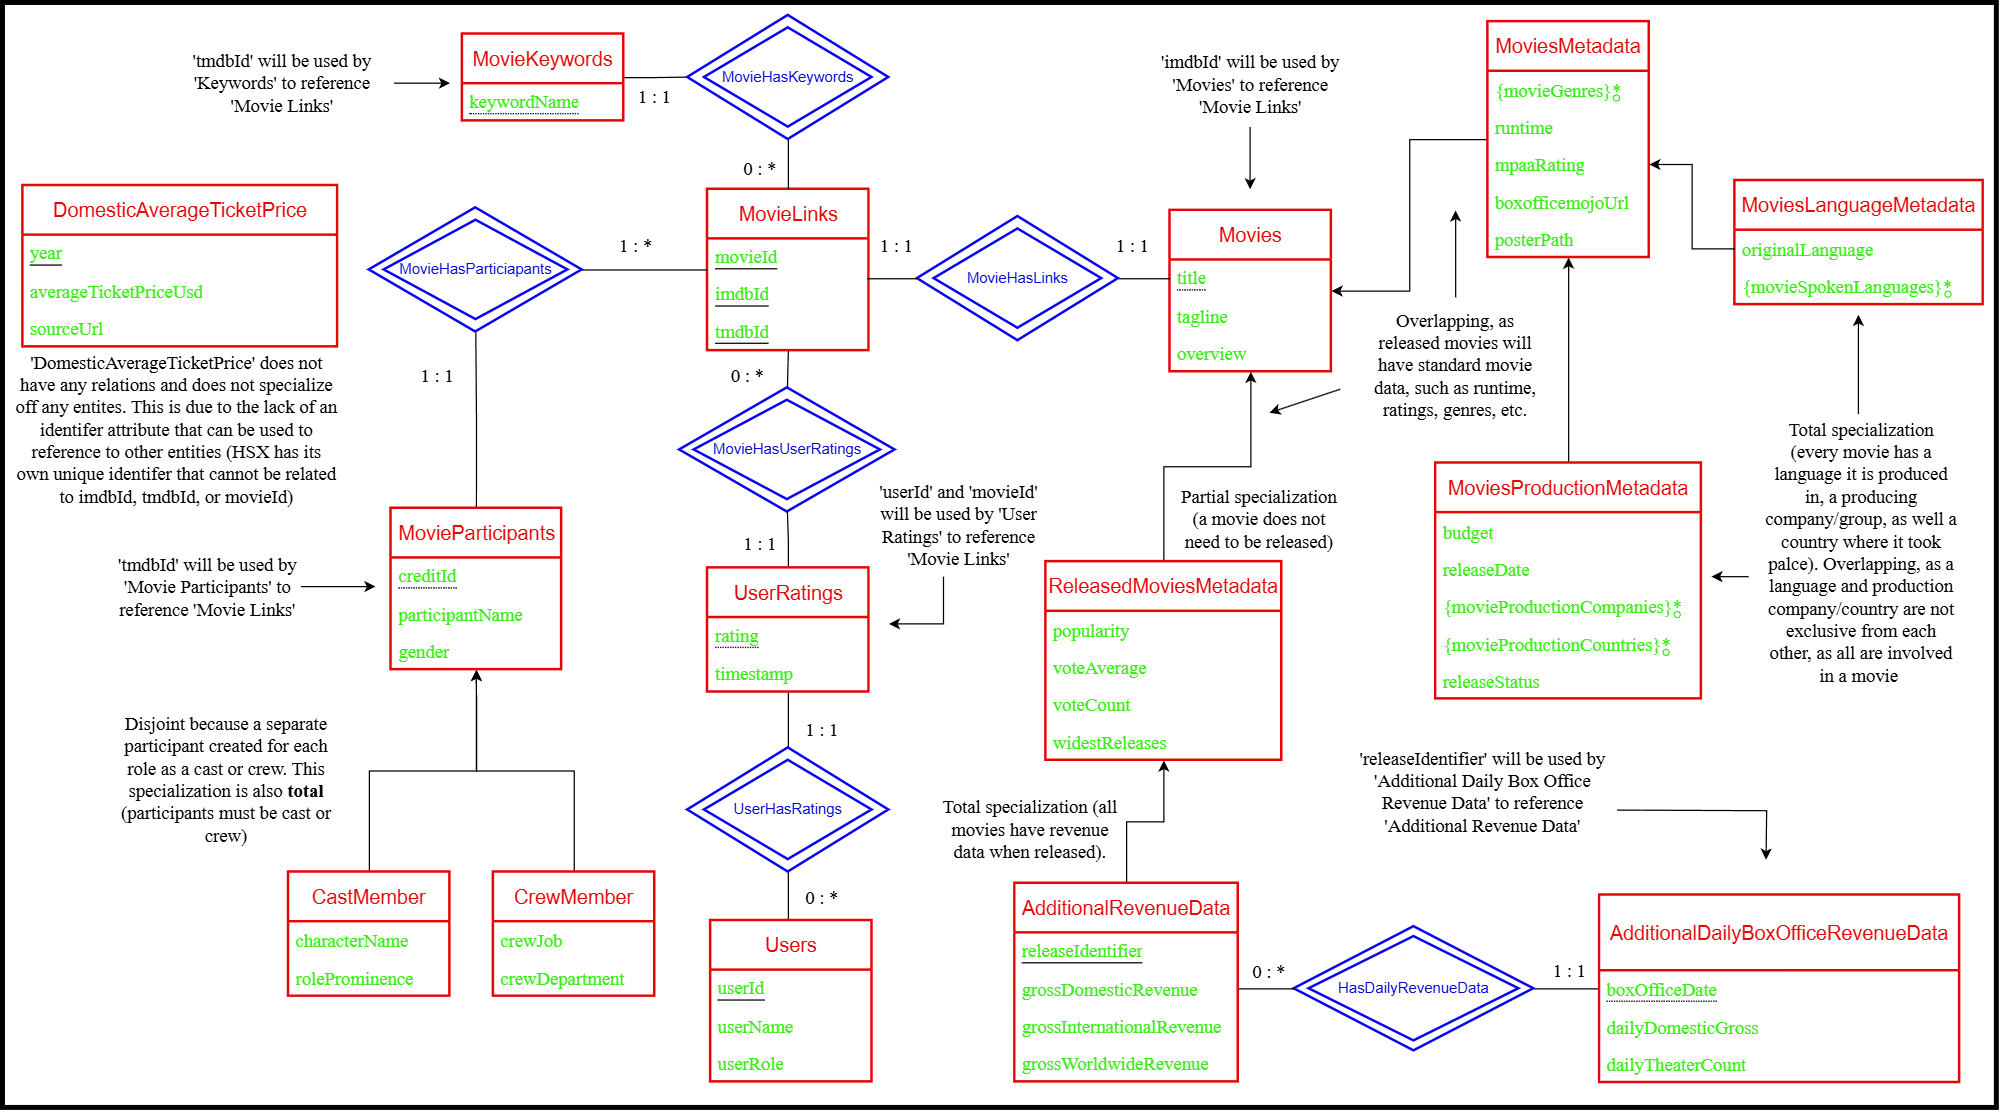 'tmdbId' will be used by
'Keywords' to reference
'Movie Links'
MovieKeywords
keywordName
1 : 1
MovieHasKeywords
0 : *
'imdbId' will be used by
'Movies' to reference
'Movie Links'
MoviesMetadata
{movieGenres}*o
runtime
mpaaRating
boxofficemojoUrl
posterPath
MoviesLanguageMetadata
originalLanguage
{movieSpokenLanguages}*o
DomesticAverageTicketPrice
year
averageTicketPriceUsd
sourceUrl
'DomesticAverageTicketPrice' does not
have any relations and does not specialize
off any entites. This is due to the lack of an
identifer attribute that can be used to
reference to other entities (HSX has its
own unique identifer that cannot be related
to imdbId, tmdbId, or movieId)
MovieHasParticiapants
1 : *
1 : 1
MovieLinks
movieId
imdbId
tmdbId
1 : 1
MovieHasLinks
1 : 1
Movies
title
tagline
overview
Overlapping, as
released movies will
have standard movie
data, such as runtime,
ratings, genres, etc.
0 : *
MovieHasUserRatings
1 : 1
'userId' and 'movieId'
will be used by 'User
Ratings' to reference
'Movie Links'
Partial specialization
(a movie does not
need to be released)
MoviesProductionMetadata
budget
releaseDate
{movieProductionCompanies}*o
{movieProductionCountries}*o
releaseStatus
Total specialization
(every movie has a
language it is produced
in, a producing
company/group, as well a
country where it took
palce). Overlapping, as a
language and production
company/country are not
exclusive from each
other, as all are involved
in a movie
'tmdbId' will be used by
'Movie Participants' to
reference 'Movie Links'
MovieParticipants
creditId
participantName
gender
UserRatings
rating
timestamp
ReleasedMoviesMetadata
popularity
voteAverage
voteCount
widestReleases
Disjoint because a separate
participant created for each
role as a cast or crew. This
specialization is also total
(participants must be cast or
crew)
1 : 1
UserHasRatings
0 : *
Total specialization (all
movies have revenue
data when released).
'releaseIdentifier' will be used by
'Additional Daily Box Office
Revenue Data' to reference
'Additional Revenue Data'
CastMember
characterName
roleProminence
CrewMember
crewJob
crewDepartment
Users
userId
userName
userRole
AdditionalRevenueData
releaseIdentifier
grossDomesticRevenue
grossInternationalRevenue
grossWorldwideRevenue
0 : *
HasDailyRevenueData
1 : 1
AdditionalDailyBoxOfficeRevenueData
boxOfficeDate
dailyDomesticGross
dailyTheaterCount